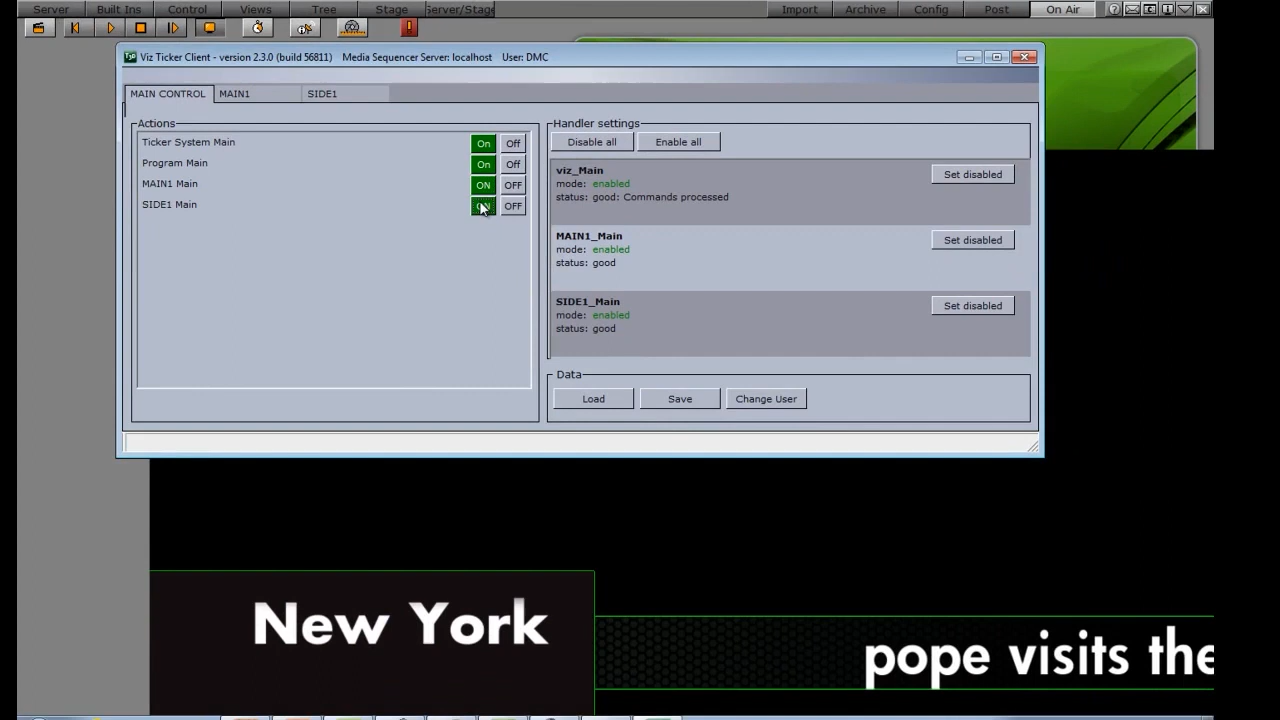 Server Built Ins Control Views Tree Stage Server/Stage Import Archive Config Post On Air
Viz Ticker Client - version 2.3.0 (build 56811) Media Sequencer Server: localhost User: DMC
MAIN CONTROL MAIN1 SIDE1
Actions
Ticker System Main On Off
Program Main On Off
MAIN1 Main ON OFF
SIDE1 Main ON OFF
Handler settings
Disable all Enable all
viz_Main Set disabled
mode: enabled
status: good: Commands processed
MAIN1_Main Set disabled
mode: enabled
status: good
SIDE1_Main Set disabled
mode: enabled
status: good
Data
Load Save Change User
New York
pope visits the